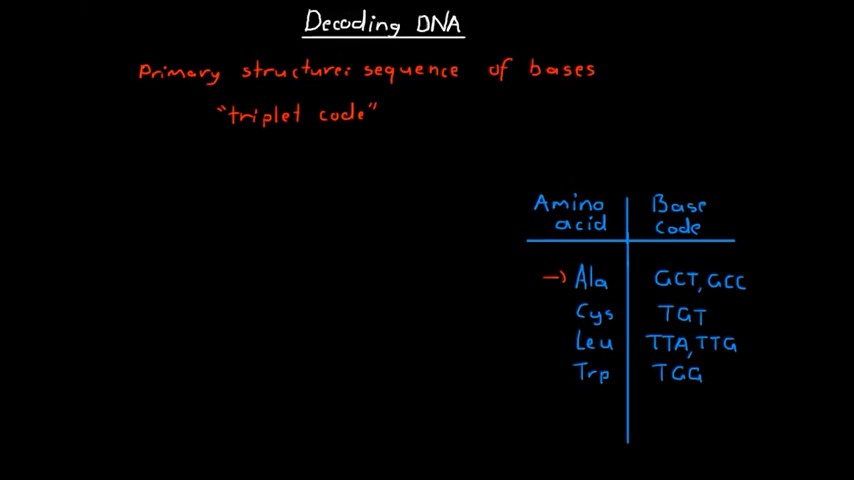 Decoding DNA
Primary structure: sequence of bases
"triplet code"
Amino acid | Base code
→ Ala | GCT, GCC
Cys | TGT
Leu | TTA, TTG
Trp | TGG